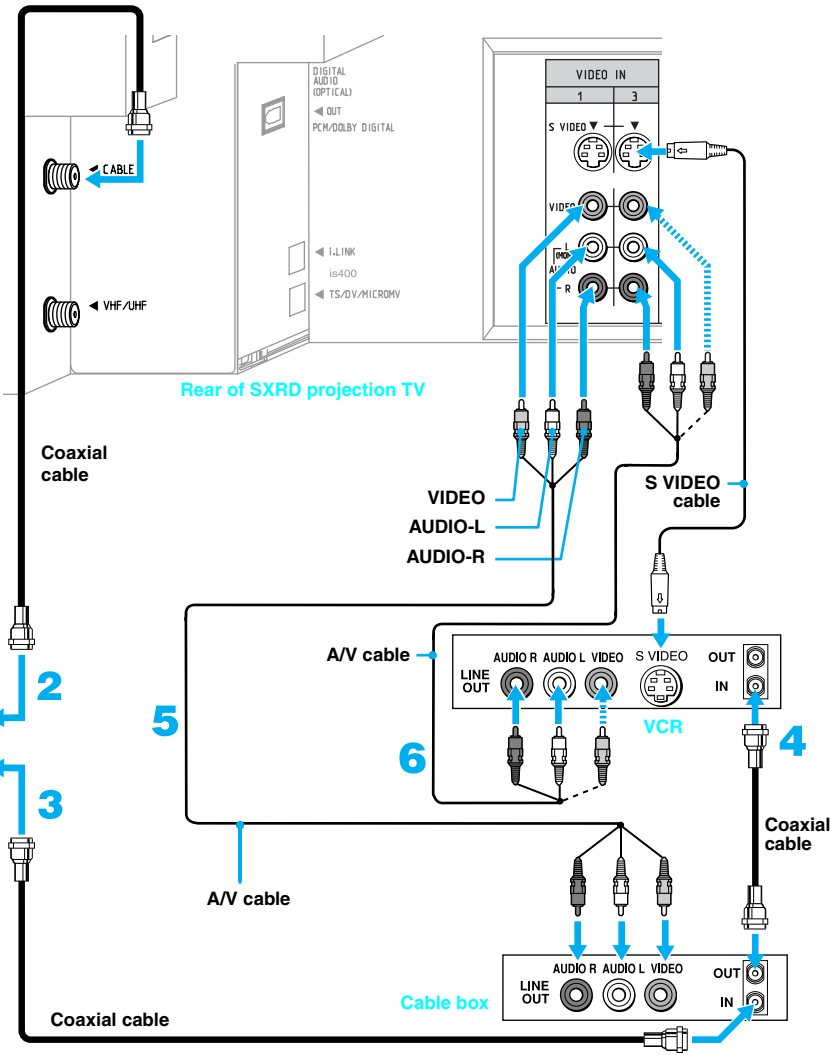 DIGITAL
AUDIO
(OPTICAL)
OUT
PCM/DOLBY DIGITAL
VIDEO IN
1 3
S VIDEO
CABLE
VIDEO
L
(MONO)
AUDIO
R
i.LINK
is400
TS/DV/MICROMV
VHF/UHF
Rear of SXRD projection TV
Coaxial
cable
VIDEO
AUDIO-L
AUDIO-R
S VIDEO
cable
A/V cable
AUDIO R AUDIO L VIDEO S VIDEO OUT
LINE
OUT
IN
VCR
2
5
6
4
3
Coaxial
cable
A/V cable
AUDIO R AUDIO L VIDEO OUT
LINE
OUT
IN
Cable box
Coaxial cable